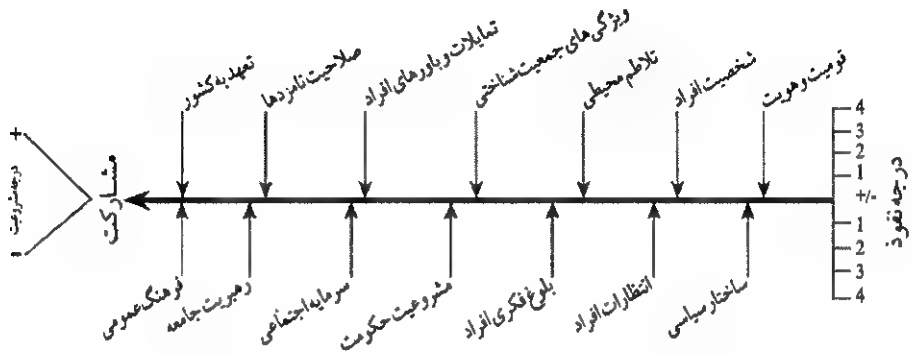 قومیت و هویت
شخصیت افراد
تلاطم محیطی
ویژگی های جمعیت شناختی
تمایلات و باورهای افراد
صلاحیت نامزدها
تعهد به کشور
4
3
2
1
+/-
1
2
3
4
درجه نفوذ
مشارکت
+
درجه مشروعیت
-
ساختار سیاسی
انتظارات افراد
بلوغ فکری افراد
مشروعیت حکومت
سرمایه اجتماعی
رهبریت جامعه
فرهنگ عمومی